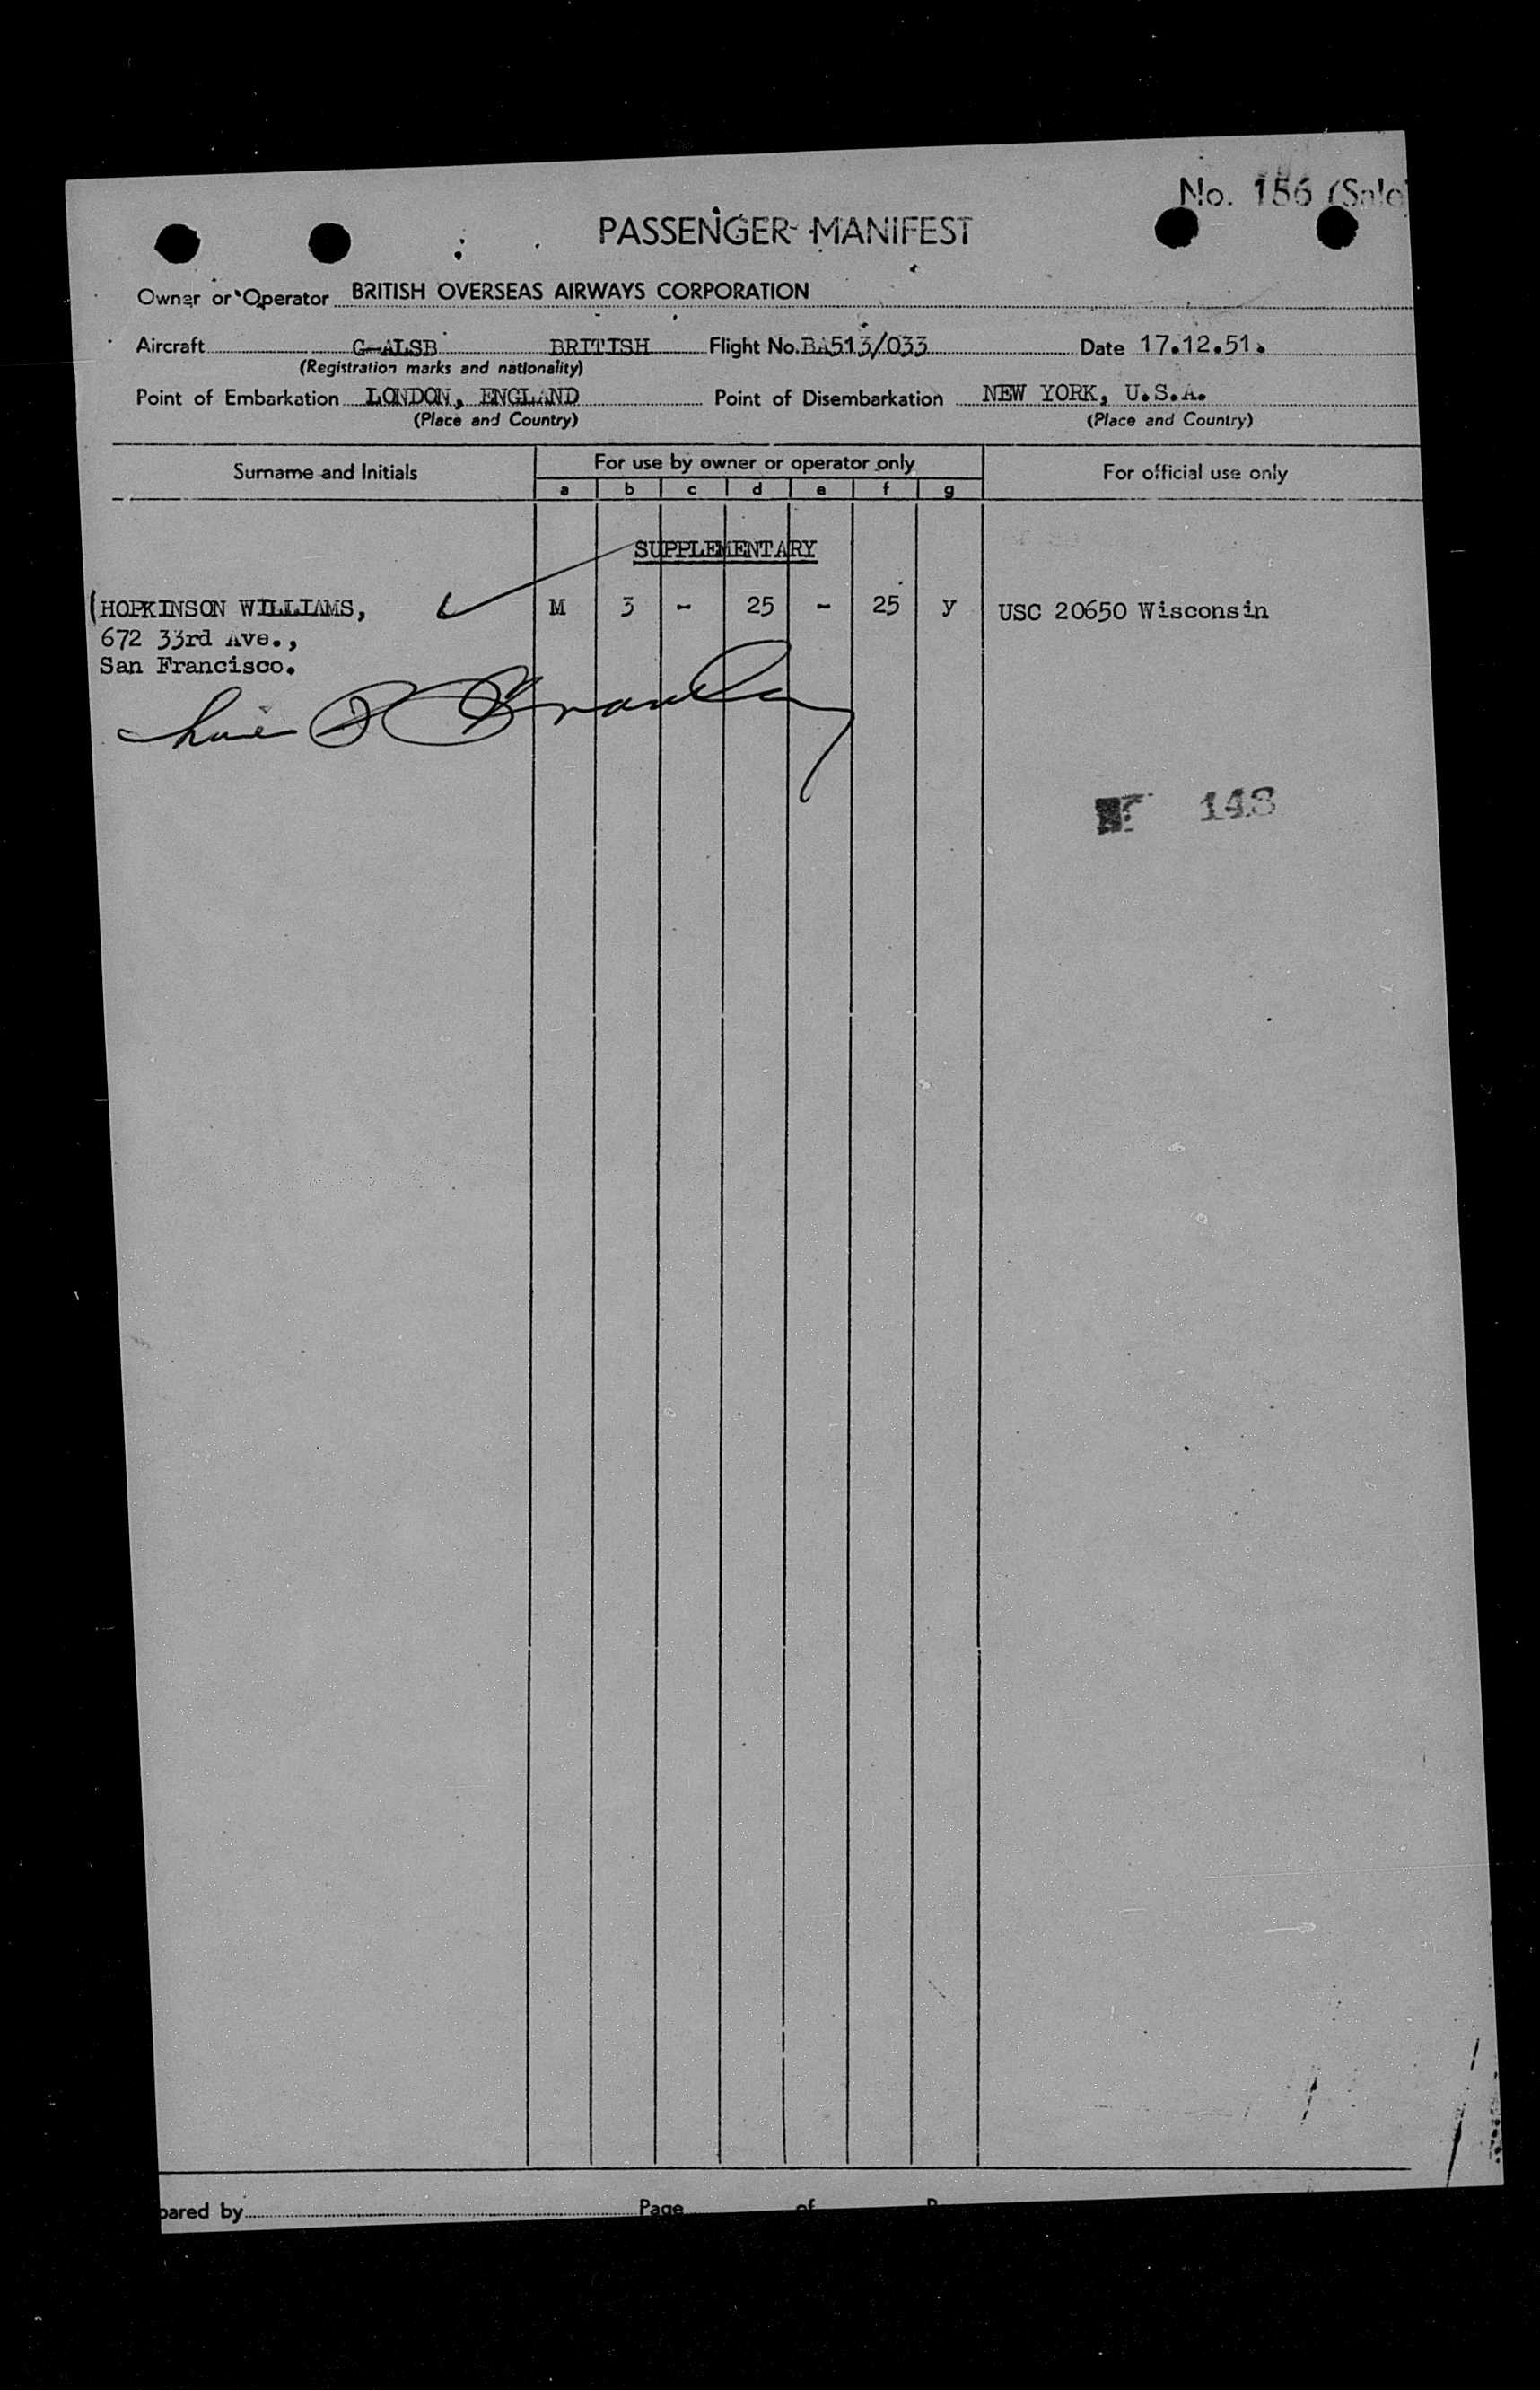 No. 156 (Sale
PASSENGER MANIFEST
Owner or Operator BRITISH OVERSEAS AIRWAYS CORPORATION
Aircraft G-ALSB BRITISH Flight No. BA513/033 Date 17.12.51.
(Registration marks and nationality)
Point of Embarkation LONDON, ENGLAND Point of Disembarkation NEW YORK, U.S.A.
(Place and Country) (Place and Country)
Surname and Initials For use by owner or operator only For official use only
a b c d e f g
SUPPLEMENTARY
(HOPKINSON WILLIAMS, M 3 - 25 - 25 y USC 20650 Wisconsin
672 33rd Ave.,
San Francisco.
143
pared by Page of